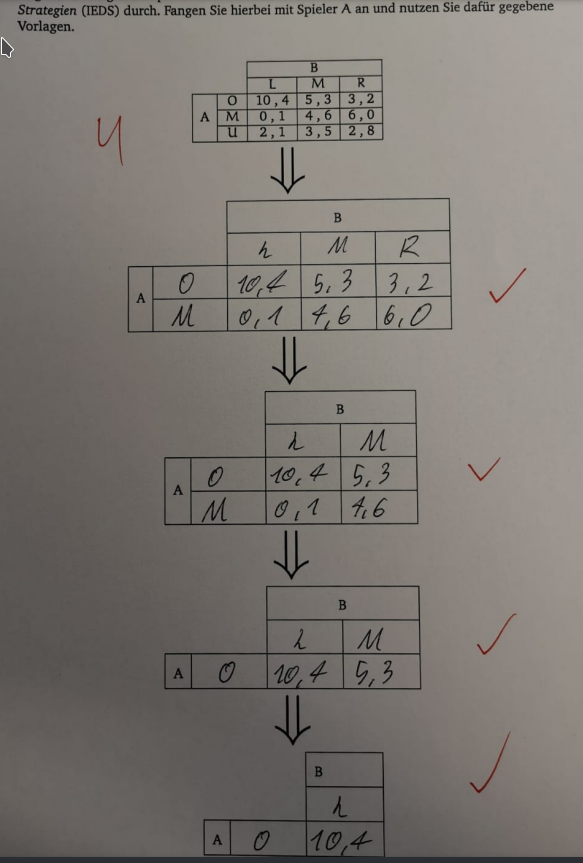 Strategien (IEDS) durch. Fangen Sie hierbei mit Spieler A an und nutzen Sie dafür gegebene
Vorlagen.
B
L M R
O 10,4 5,3 3,2
A M 0,1 4,6 6,0
U 2,1 3,5 2,8
4
B
L M R
O 10,4 5,3 3,2
A
M 0,1 4,6 6,0
B
L M
O 10,4 5,3
A
M 0,1 4,6
B
L M
A O 10,4 5,3
B
L
A O 10,4